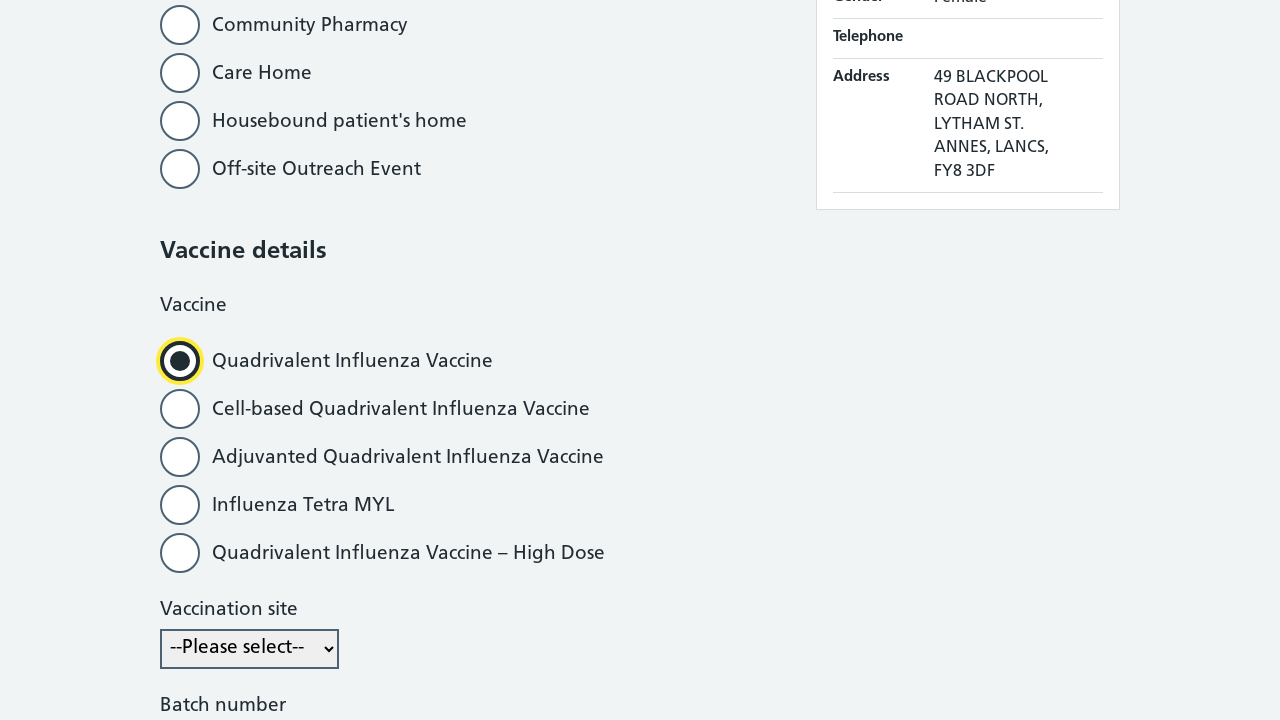 Community Pharmacy
Care Home
Housebound patient's home
Off-site Outreach Event
Vaccine details
Vaccine
Quadrivalent Influenza Vaccine
Cell-based Quadrivalent Influenza Vaccine
Adjuvanted Quadrivalent Influenza Vaccine
Influenza Tetra MYL
Quadrivalent Influenza Vaccine – High Dose
Vaccination site
--Please select--
Batch number
Gender Female
Telephone
Address 49 BLACKPOOL
ROAD NORTH,
LYTHAM ST.
ANNES, LANCS,
FY8 3DF